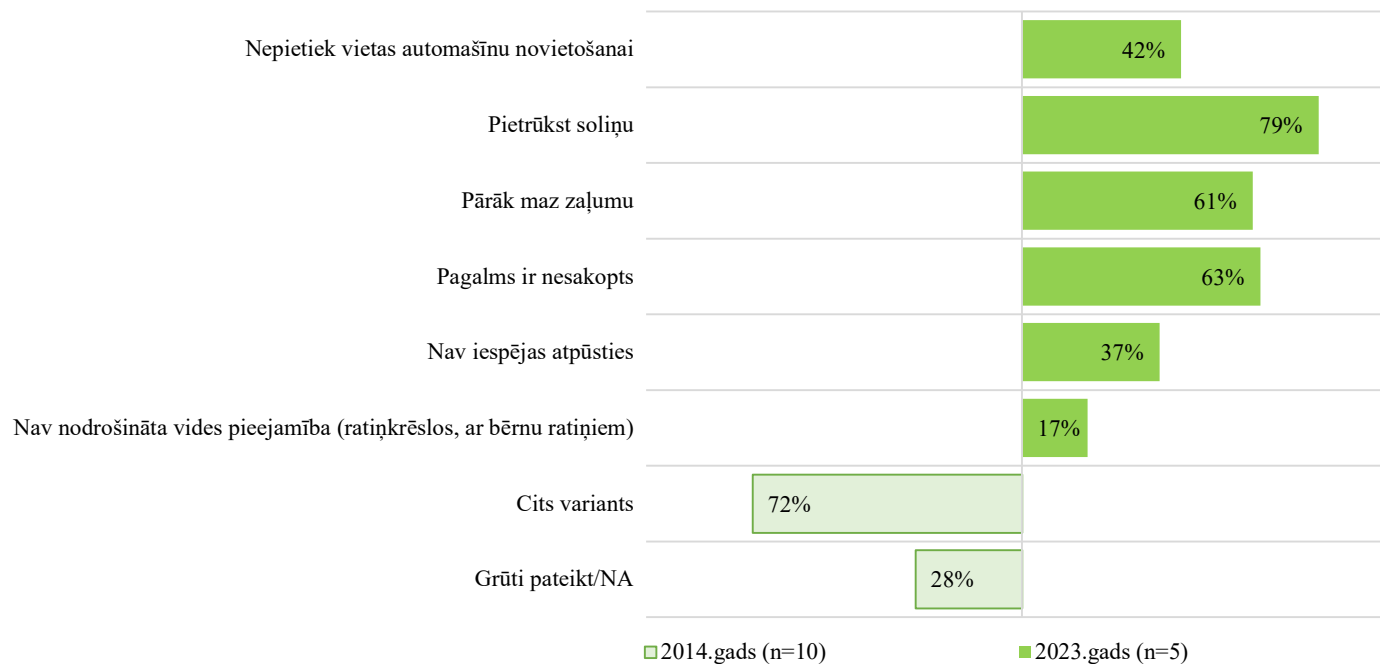 Nepietiek vietas automašīnu novietošanai
42%
Pietrūkst soliņu
79%
Pārāk maz zaļumu
61%
Pagalms ir nesakopts
63%
Nav iespējas atpūsties
37%
Nav nodrošināta vides pieejamība (ratiņkrēslos, ar bērnu ratiņiem)
17%
Cits variants
72%
Grūti pateikt/NA
28%
2014.gads (n=10)
2023.gads (n=5)